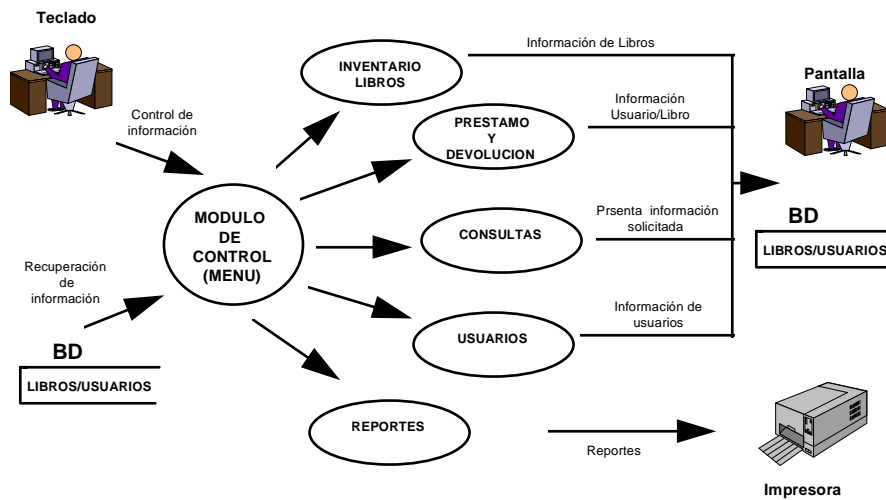 Teclado
Control de
información
Recuperación
de
información
BD
LIBROS/USUARIOS
MODULO
DE
CONTROL
(MENU)
INVENTARIO
LIBROS
PRESTAMO
Y
DEVOLUCION
CONSULTAS
USUARIOS
REPORTES
Información de Libros
Información
Usuario/Libro
Prsenta información
solicitada
Información de
usuarios
Reportes
Pantalla
BD
LIBROS/USUARIOS
Impresora